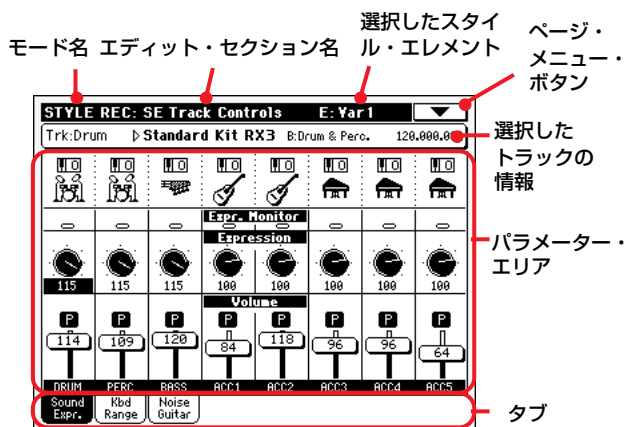 モード名 エディット・セクション名
選択したスタイ
ル・エレメント
ページ・
メニュー・
ボタン
STYLE REC: SE Track Controls E: Var1
Trk:Drum ▷Standard Kit RX3 B:Drum & Perc.
選択した
トラックの
情報
Expr. Monitor
Expression
115 115 115 100 100 100 100 100
Volume
P P P P P P P P
114 109 120 84 118 96 96 64
DRUM PERC BASS ACC1 ACC2 ACC3 ACC4 ACC5
パラメーター・
エリア
Sound
Expr.
Kbd
Range
Noise
Guitar
タブ